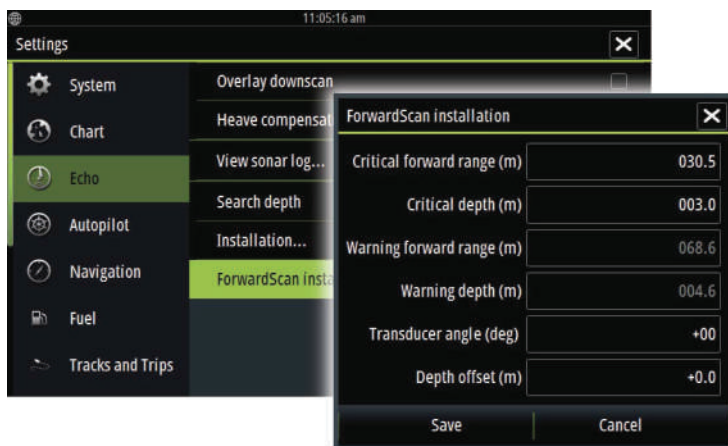 11:05:16 am
Settings
System
Chart
Echo
Autopilot
Navigation
Fuel
Tracks and Trips
Overlay downscan
Heave compensat
View sonar log...
Search depth
Installation...
ForwardScan insta
ForwardScan installation
Critical forward range (m) 030.5
Critical depth (m) 003.0
Warning forward range (m) 068.6
Warning depth (m) 004.6
Transducer angle (deg) +00
Depth offset (m) +0.0
Save Cancel